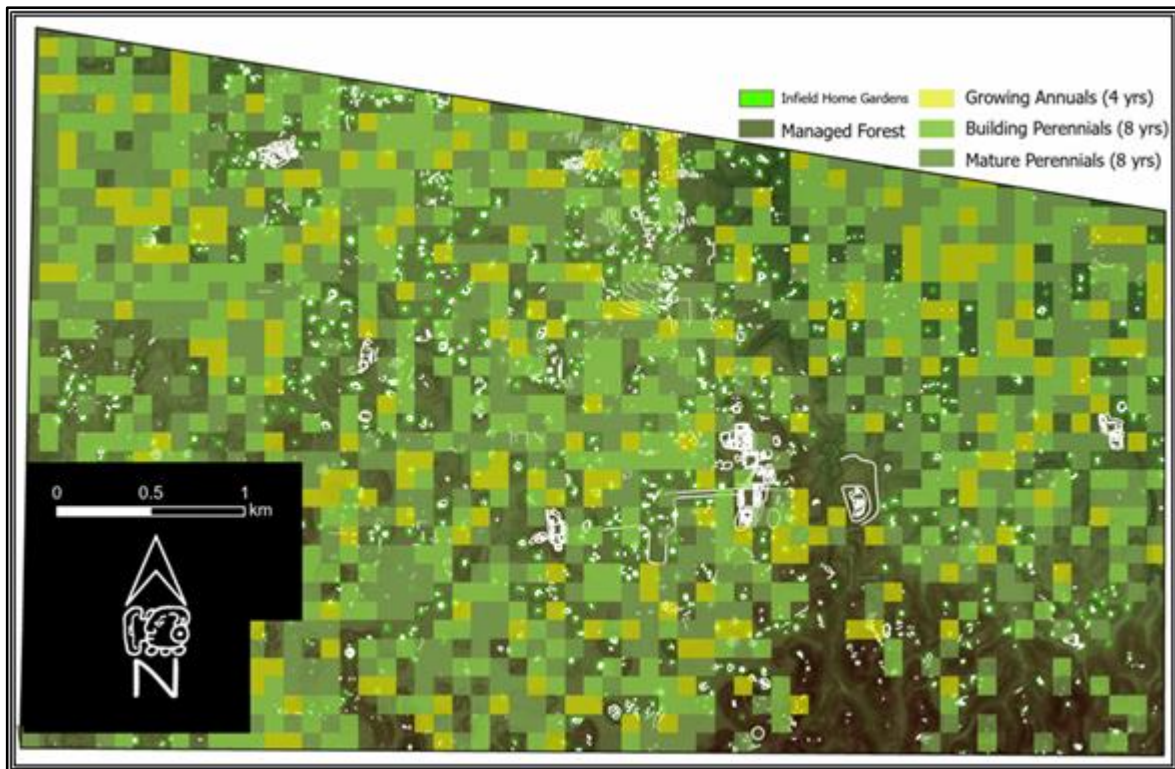 Infield Home Gardens
Managed Forest
Growing Annuals (4 yrs)
Building Perennials (8 yrs)
Mature Perennials (8 yrs)
0 0.5 1
km
N